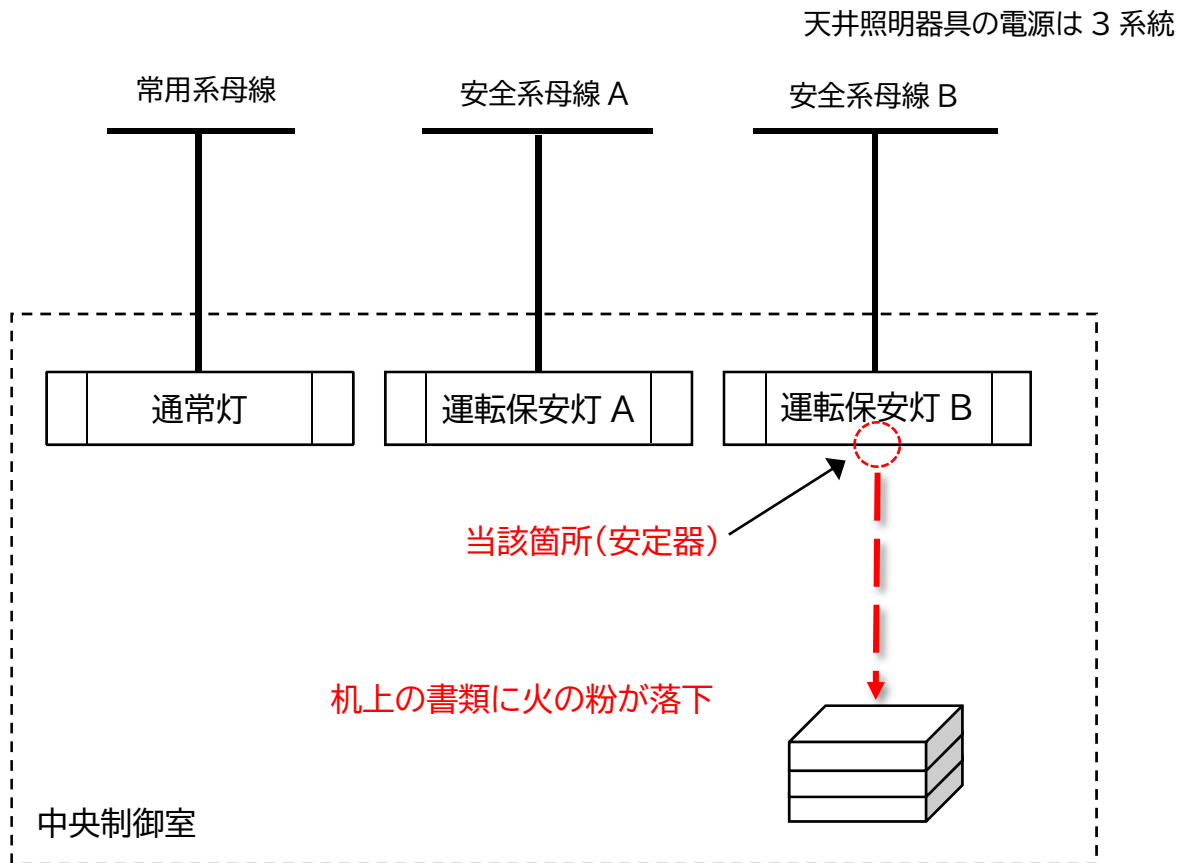 天井照明器具の電源は 3 系統
常用系母線
安全系母線 A
安全系母線 B
通常灯
運転保安灯 A
運転保安灯 B
当該箇所(安定器)
机上の書類に火の粉が落下
中央制御室